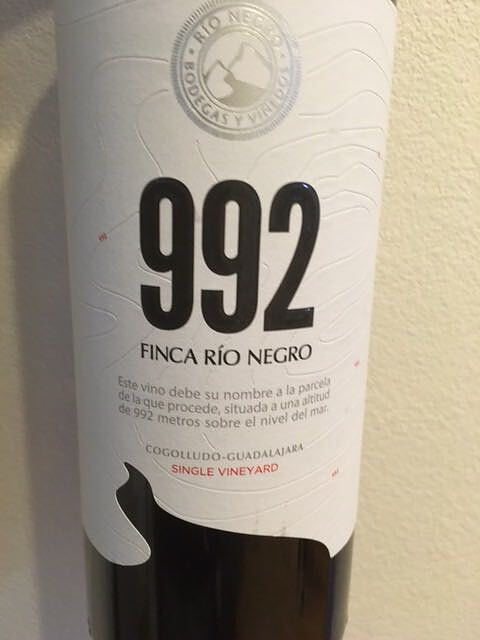 RÍO NEGRO
BODEGAS Y VIÑEDOS
992
FINCA RÍO NEGRO
Este vino debe su nombre a la parcela
de la que procede, situada a una altitud
de 992 metros sobre el nivel del mar.
COGOLLUDO-GUADALAJARA
SINGLE VINEYARD